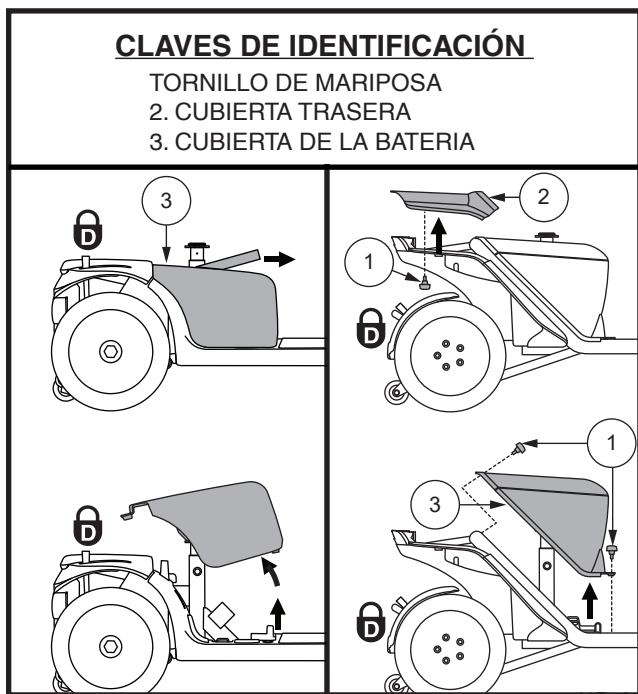 CLAVES DE IDENTIFICACIÓN
TORNILLO DE MARIPOSA
2. CUBIERTA TRASERA
3. CUBIERTA DE LA BATERIA
3
D
2
1
D
D
1
3
D